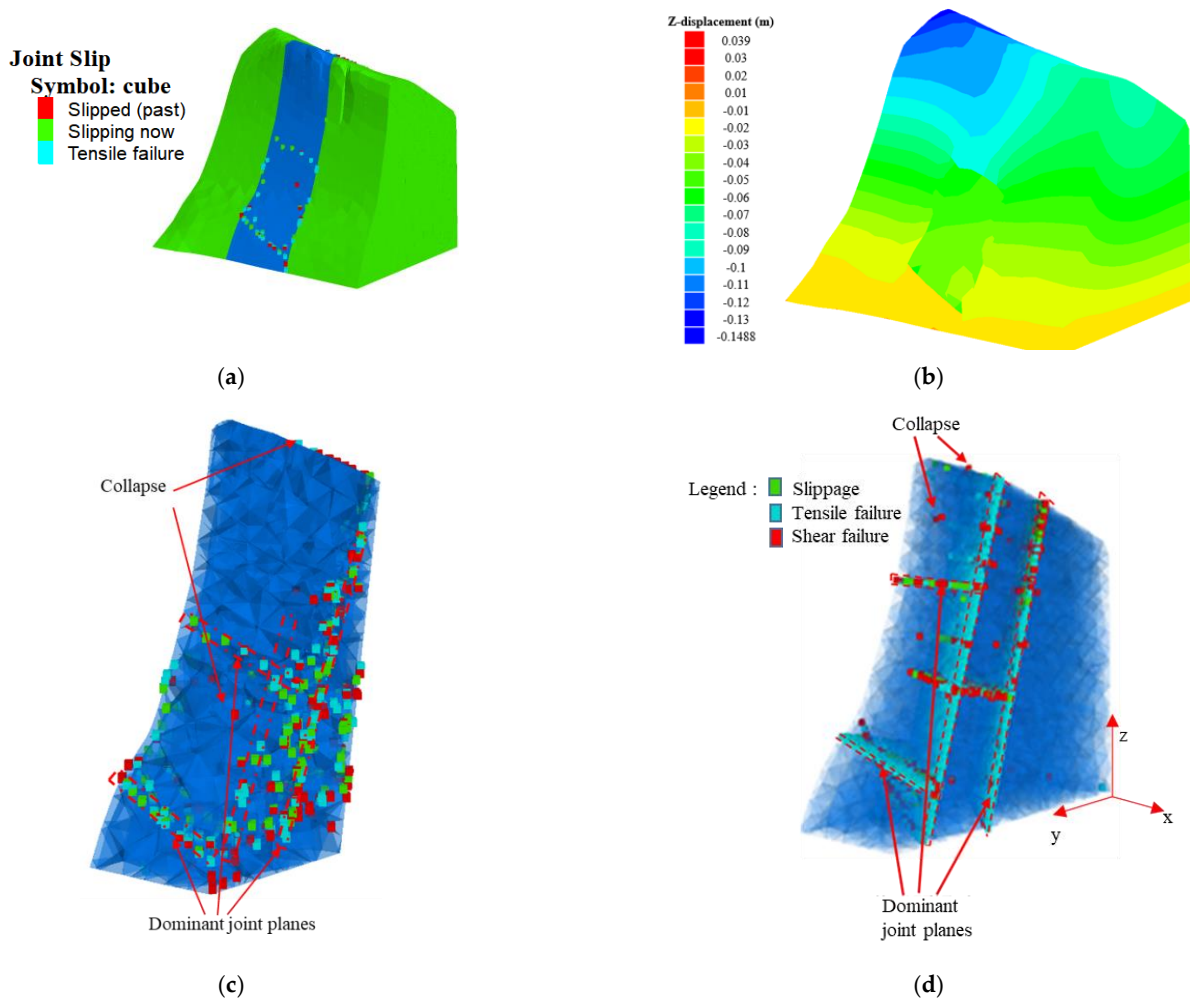 Joint Slip
Symbol: cube
Slipped (past)
Slipping now
Tensile failure
(a)
Z-displacement (m)
0.039
0.03
0.02
0.01
-0.01
-0.02
-0.03
-0.04
-0.05
-0.06
-0.07
-0.08
-0.09
-0.1
-0.11
-0.12
-0.13
-0.1488
(b)
Collapse
Dominant joint planes
(c)
Collapse
Legend :
Slippage
Tensile failure
Shear failure
z
x
y
Dominant
joint planes
(d)